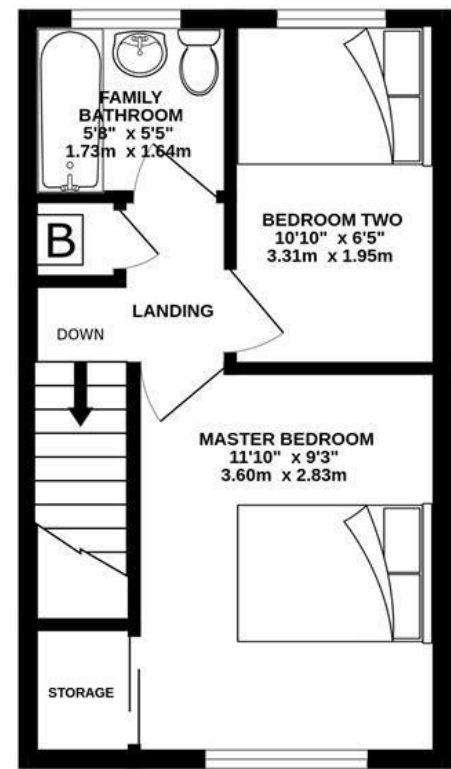 FAMILY
BATHROOM
5'8" x 5'5"
1.73m x 1.64m
B
BEDROOM TWO
10'10" x 6'5"
3.31m x 1.95m
LANDING
DOWN
MASTER BEDROOM
11'10" x 9'3"
3.60m x 2.83m
STORAGE